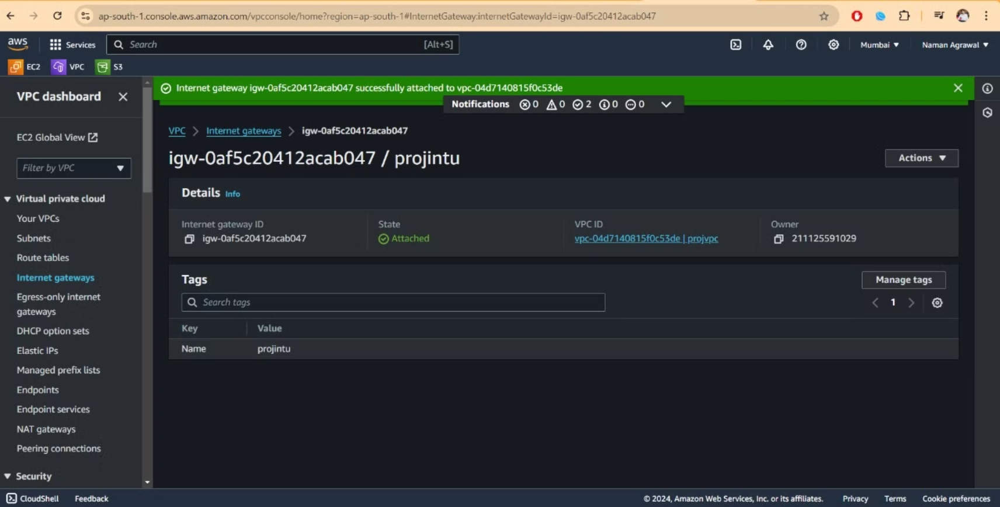 ap-south-1.console.aws.amazon.com/vpcconsole/home?region=ap-south-1#InternetGateway:internetGatewayId=igw-0af5c20412acab047
aws Services Search [Alt+S] Mumbai Naman Agrawal
EC2 VPC S3
VPC dashboard
EC2 Global View
Filter by VPC
Virtual private cloud
Your VPCs
Subnets
Route tables
Internet gateways
Egress-only internet
gateways
DHCP option sets
Elastic IPs
Managed prefix lists
Endpoints
Endpoint services
NAT gateways
Peering connections
Security
Internet gateway igw-0af5c20412acab047 successfully attached to vpc-04d7140815f0c53de
Notifications 0 0 2 0 0
VPC Internet gateways igw-0af5c20412acab047
igw-0af5c20412acab047 / projintu
Actions
Details Info
Internet gateway ID State VPC ID Owner
igw-0af5c20412acab047 Attached vpc-04d7140815f0c53de | projvpc 211125591029
Tags
Manage tags
Search tags
1
Key Value
Name projintu
CloudShell Feedback © 2024, Amazon Web Services, Inc. or its affiliates. Privacy Terms Cookie preferences